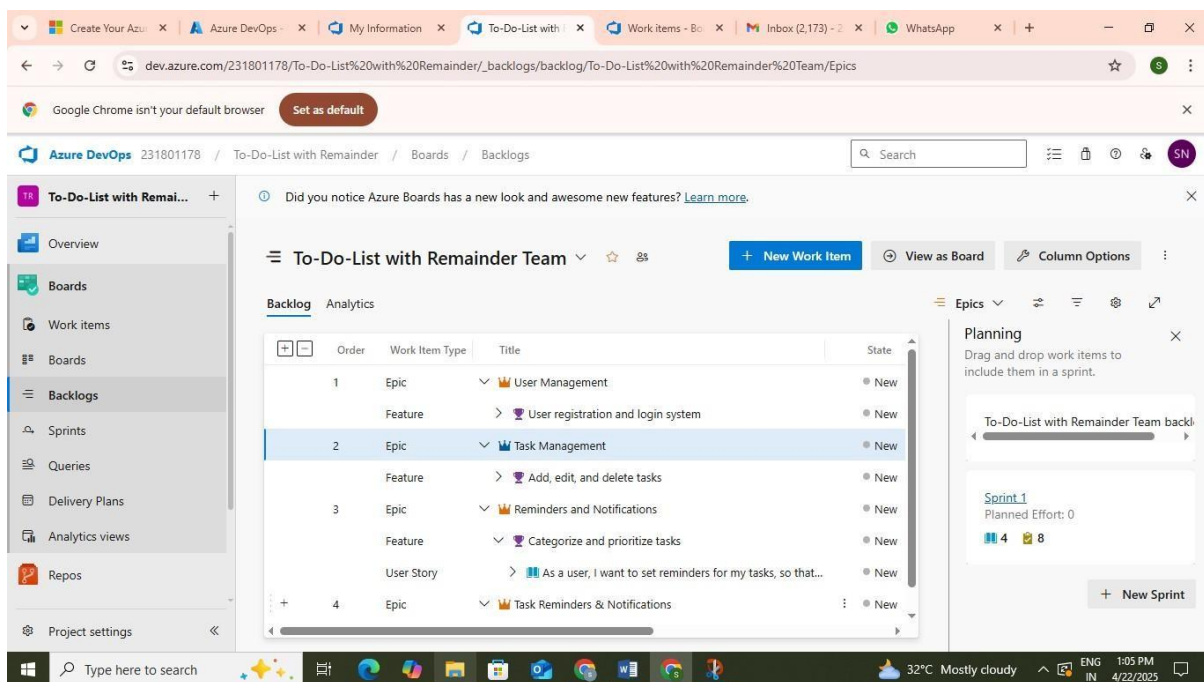 Create Your Azu
Azure DevOps -
My Information
To-Do-List with
Work items - Bo
Inbox (2,173) - 2
WhatsApp
dev.azure.com/231801178/To-Do-List%20with%20Remainder/_backlogs/backlog/To-Do-List%20with%20Remainder%20Team/Epics
S
Google Chrome isn't your default browser
Set as default
Azure DevOps 231801178 / To-Do-List with Remainder / Boards / Backlogs
Search
SN
TR To-Do-List with Remai...
Did you notice Azure Boards has a new look and awesome new features? Learn more.
Overview
Boards
Work items
Boards
Backlogs
Sprints
Queries
Delivery Plans
Analytics views
Repos
Project settings
To-Do-List with Remainder Team
New Work Item
View as Board
Column Options
Backlog Analytics
Epics
Order Work Item Type Title State
1 Epic User Management New
Feature User registration and login system New
2 Epic Task Management New
Feature Add, edit, and delete tasks New
3 Epic Reminders and Notifications New
Feature Categorize and prioritize tasks New
User Story As a user, I want to set reminders for my tasks, so that... New
4 Epic Task Reminders & Notifications New
Planning
Drag and drop work items to
include them in a sprint.
To-Do-List with Remainder Team backl
Sprint 1
Planned Effort: 0
4 8
New Sprint
Type here to search
32°C Mostly cloudy
ENG
IN
1:05 PM
4/22/2025